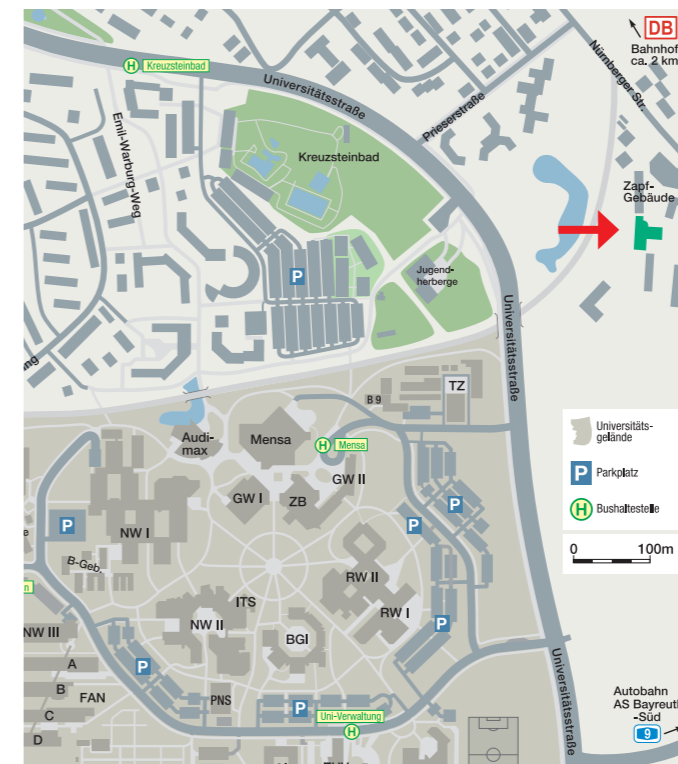 DB
Bahnhof
ca. 2 km
H Kreuzsteinbad
Universitätsstraße
Nürnberger Str.
Prieserstraße
Emil-Warburg-Weg
Kreuzsteinbad
Zapf-
Gebäude
P
Jugend-
herberge
Universitätsstraße
TZ
B 9
Audi-
max
Mensa
H Mensa
GW II
GW I
ZB
P
P
P
NW I
B-Geb.
RW II
ITS
RW I
NW II
BGI
P
NW III
A
P
B
FAN
PNS
C
P
D
Uni-Verwaltung
H
Universitätsstraße
Universitäts-
gelände
P Parkplatz
H Bushaltestelle
0 100m
Autobahn
AS Bayreuth
-Süd
9